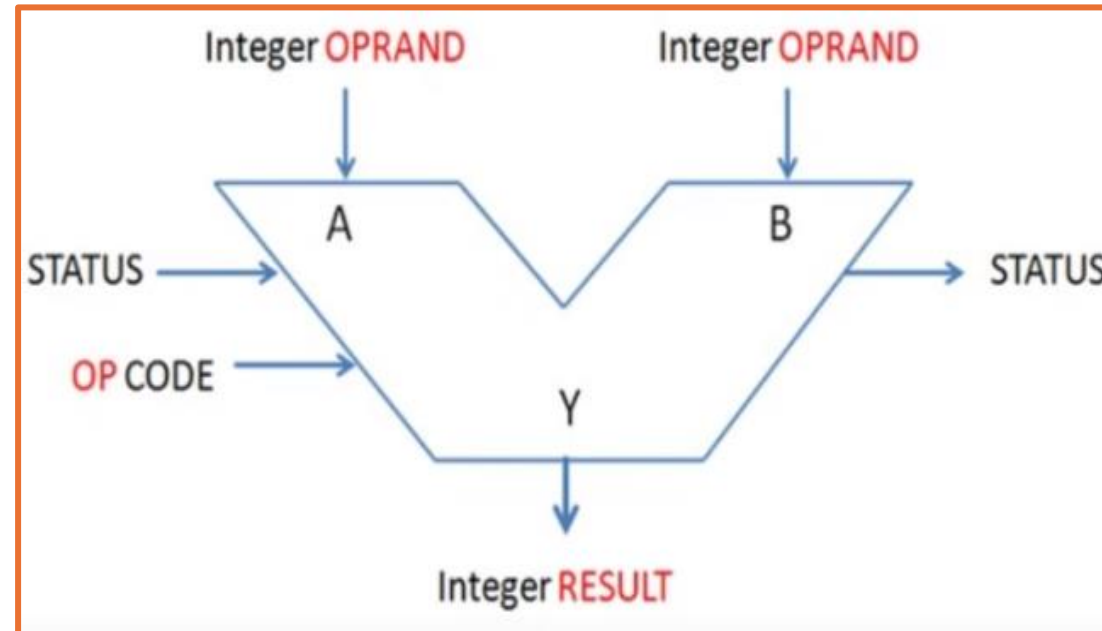 Integer OPRAND
Integer OPRAND
A
B
STATUS
STATUS
OP CODE
Y
Integer RESULT